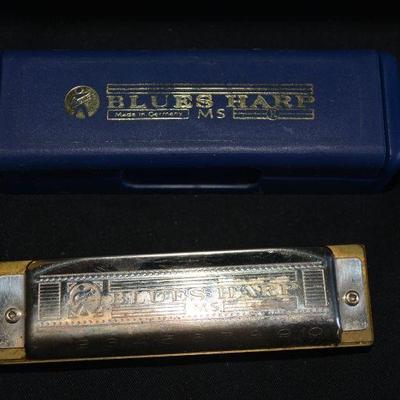 BLUES HARP
Made in Germany MS ®
BLUES HARP
MS